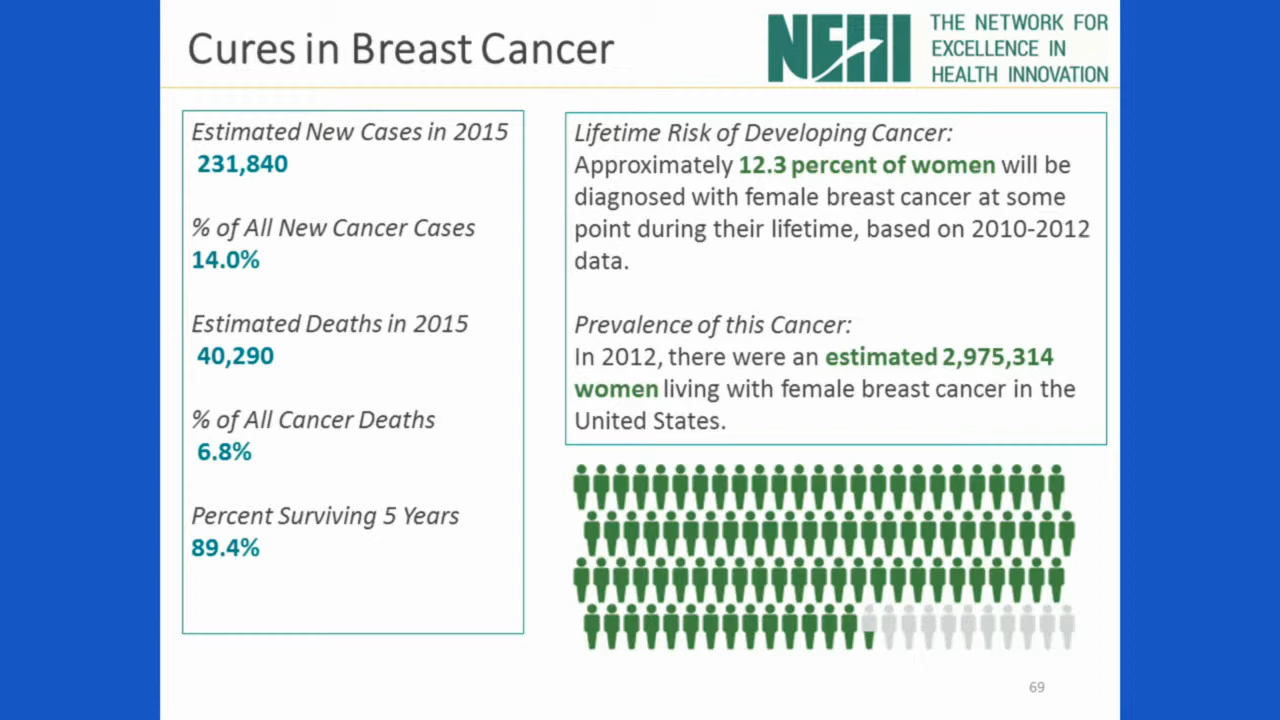 Cures in Breast Cancer
NEHI
THE NETWORK FOR
EXCELLENCE IN
HEALTH INNOVATION
Estimated New Cases in 2015
231,840
% of All New Cancer Cases
14.0%
Estimated Deaths in 2015
40,290
% of All Cancer Deaths
6.8%
Percent Surviving 5 Years
89.4%
Lifetime Risk of Developing Cancer:
Approximately 12.3 percent of women will be
diagnosed with female breast cancer at some
point during their lifetime, based on 2010-2012
data.
Prevalence of this Cancer:
In 2012, there were an estimated 2,975,314
women living with female breast cancer in the
United States.
69